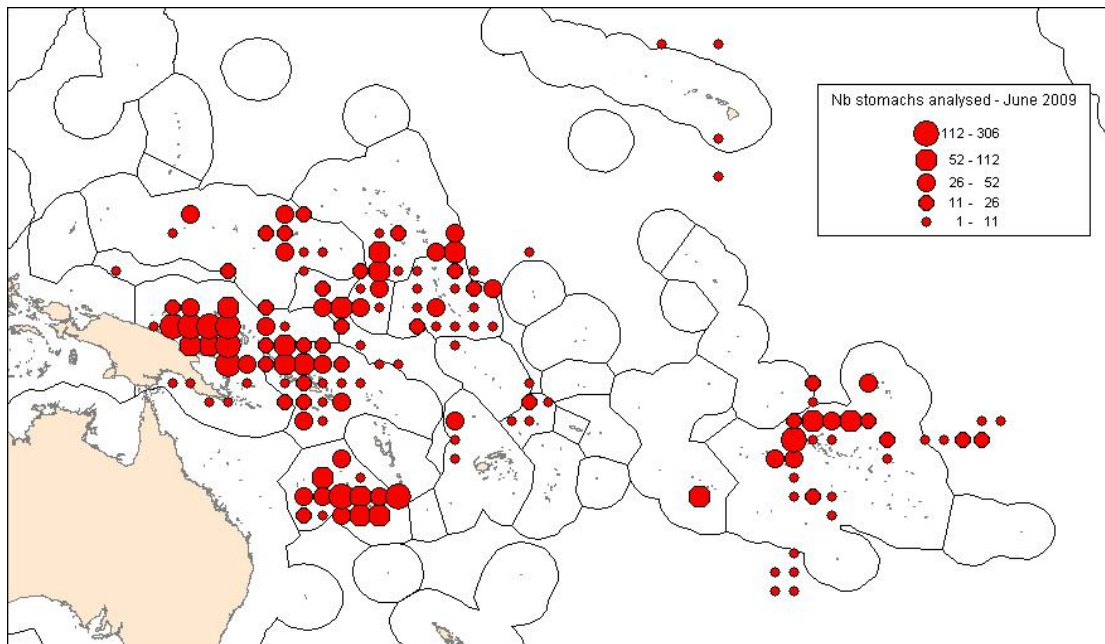 Nb stomachs analysed - June 2009
112 - 306
52 - 112
26 - 52
11 - 26
1 - 11